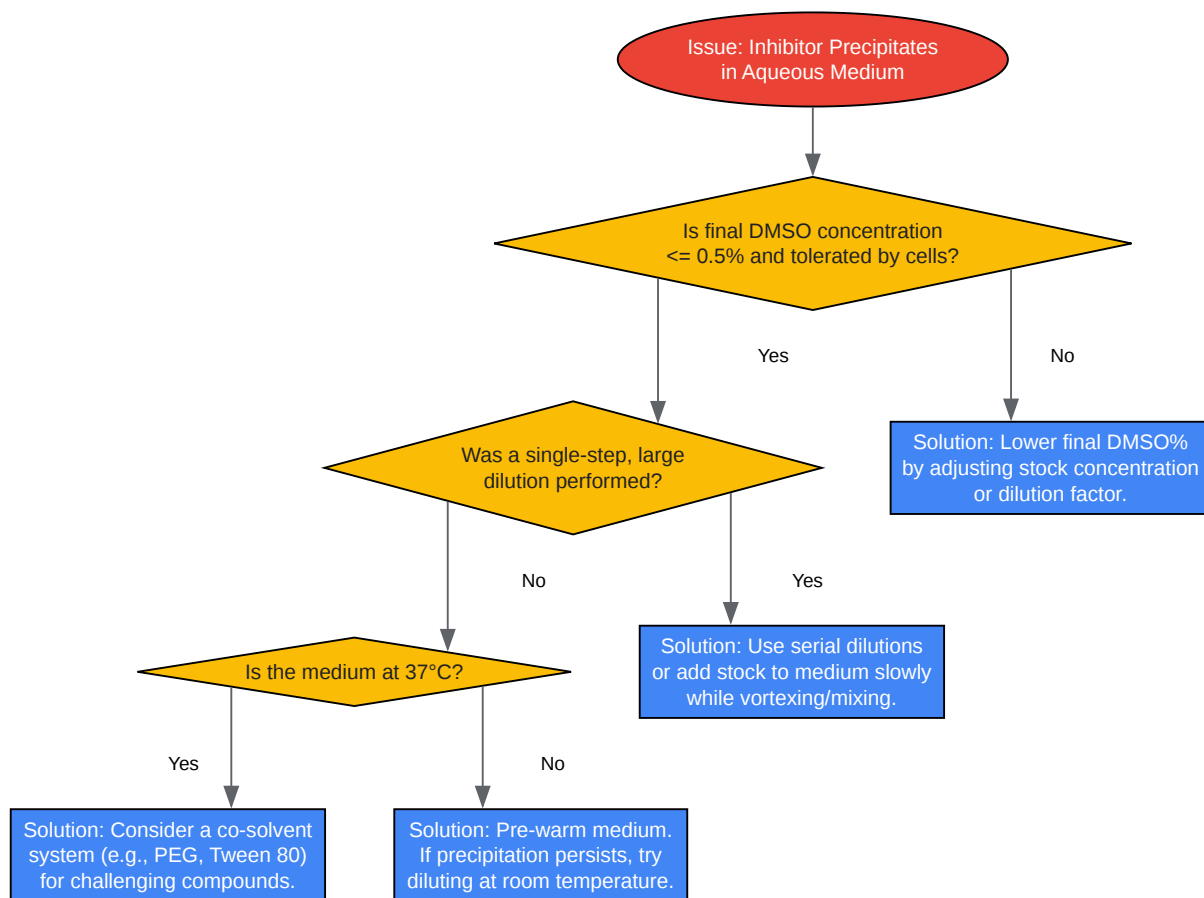 Issue: Inhibitor Precipitates
in Aqueous Medium
Is final DMSO concentration
<= 0.5% and tolerated by cells?
Yes
No
Was a single-step, large
dilution performed?
Solution: Lower final DMSO%
by adjusting stock concentration
or dilution factor.
No
Yes
Is the medium at 37°C?
Solution: Use serial dilutions
or add stock to medium slowly
while vortexing/mixing.
Yes
No
Solution: Consider a co-solvent
system (e.g., PEG, Tween 80)
for challenging compounds.
Solution: Pre-warm medium.
If precipitation persists, try
diluting at room temperature.